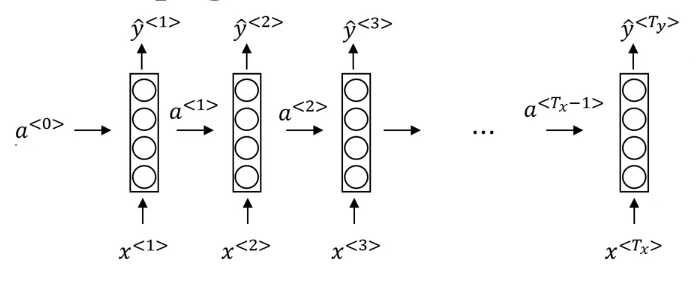 ŷ<1> ŷ<2> ŷ<3> ŷ<Ty>
a<0> a<1> a<2> ... a<Tx−1>
x<1> x<2> x<3> x<Tx>